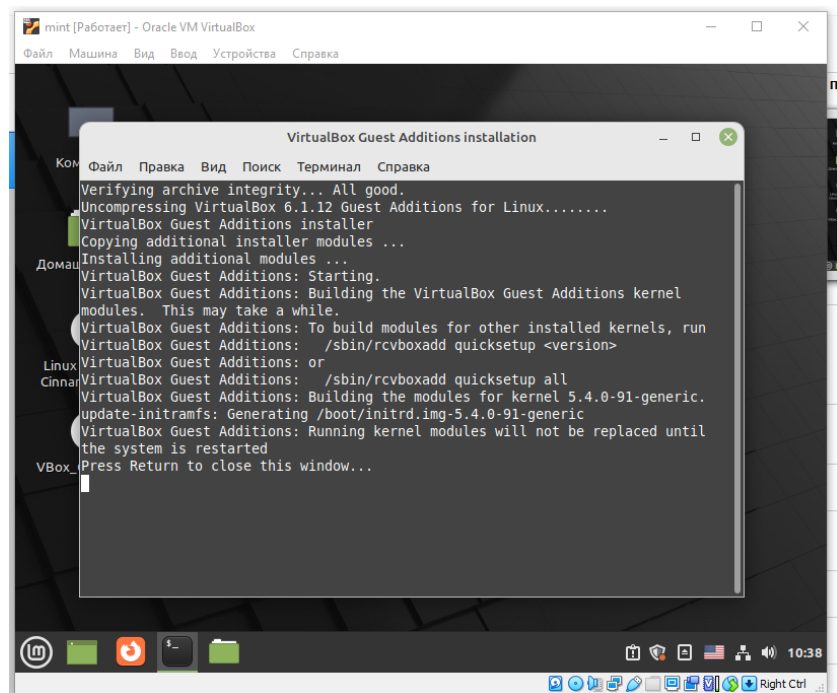 mint [Работает] - Oracle VM VirtualBox
Файл Машина Вид Ввод Устройства Справка
VirtualBox Guest Additions installation
Файл Правка Вид Поиск Терминал Справка
Verifying archive integrity... All good.
Uncompressing VirtualBox 6.1.12 Guest Additions for Linux........
VirtualBox Guest Additions installer
Copying additional installer modules ...
Installing additional modules ...
VirtualBox Guest Additions: Starting.
VirtualBox Guest Additions: Building the VirtualBox Guest Additions kernel
modules.  This may take a while.
VirtualBox Guest Additions: To build modules for other installed kernels, run
VirtualBox Guest Additions:   /sbin/rcvboxadd quicksetup <version>
VirtualBox Guest Additions: or
VirtualBox Guest Additions:   /sbin/rcvboxadd quicksetup all
VirtualBox Guest Additions: Building the modules for kernel 5.4.0-91-generic.
update-initramfs: Generating /boot/initrd.img-5.4.0-91-generic
VirtualBox Guest Additions: Running kernel modules will not be replaced until
the system is restarted
Press Return to close this window...
Ком
Домаш
Linux
Cinnar
VBox_
10:38
Right Ctrl